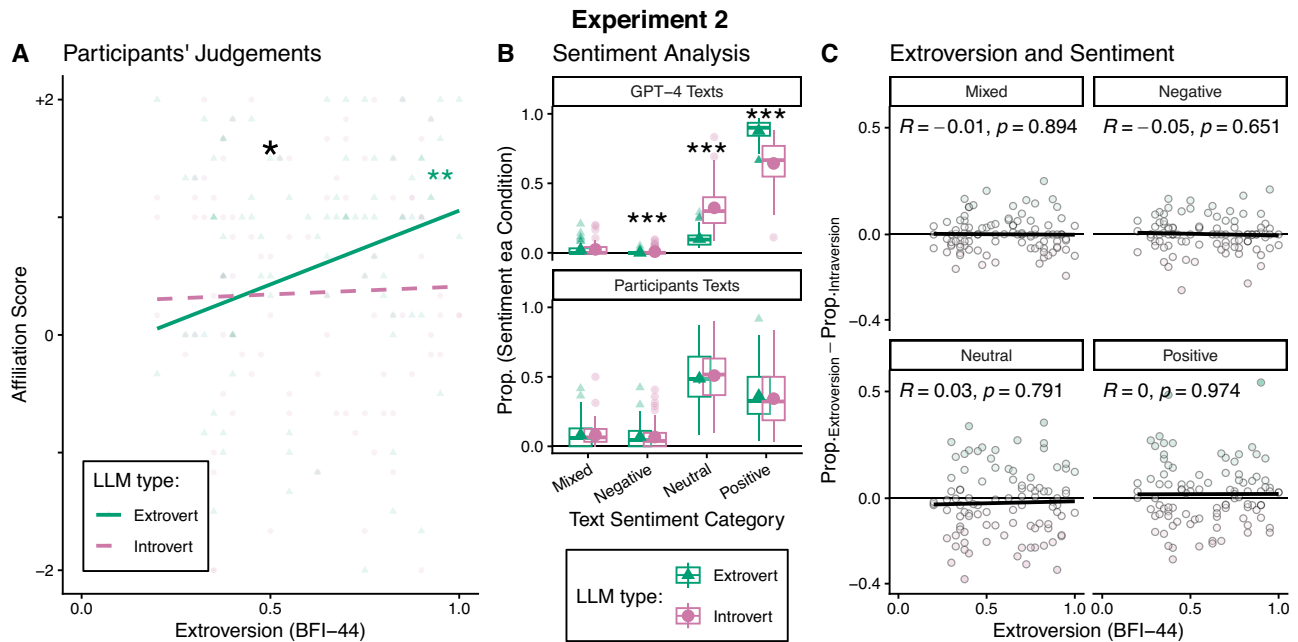 Experiment 2
A Participants' Judgements
+2
0
−2
Affiliation Score
*
**
LLM type:
Extrovert
Introvert
0.0 0.5 1.0
Extroversion (BFI−44)
B Sentiment Analysis
GPT−4 Texts
1.0
0.5
0.0
***
***
***
Participants Texts
1.0
0.5
0.0
Prop. (Sentiment ea Condition)
Mixed Negative Neutral Positive
Text Sentiment Category
LLM type:
Extrovert
Introvert
C Extroversion and Sentiment
Mixed Negative
R = −0.01, p = 0.894 R = −0.05, p = 0.651
0.5
0.0
−0.4
Neutral Positive
R = 0.03, p = 0.791 R = 0, p = 0.974
0.5
0.0
−0.4
Prop.Extroversion − Prop.Intraversion
0.0 0.5 1.0 0.0 0.5 1.0
Extroversion (BFI−44)